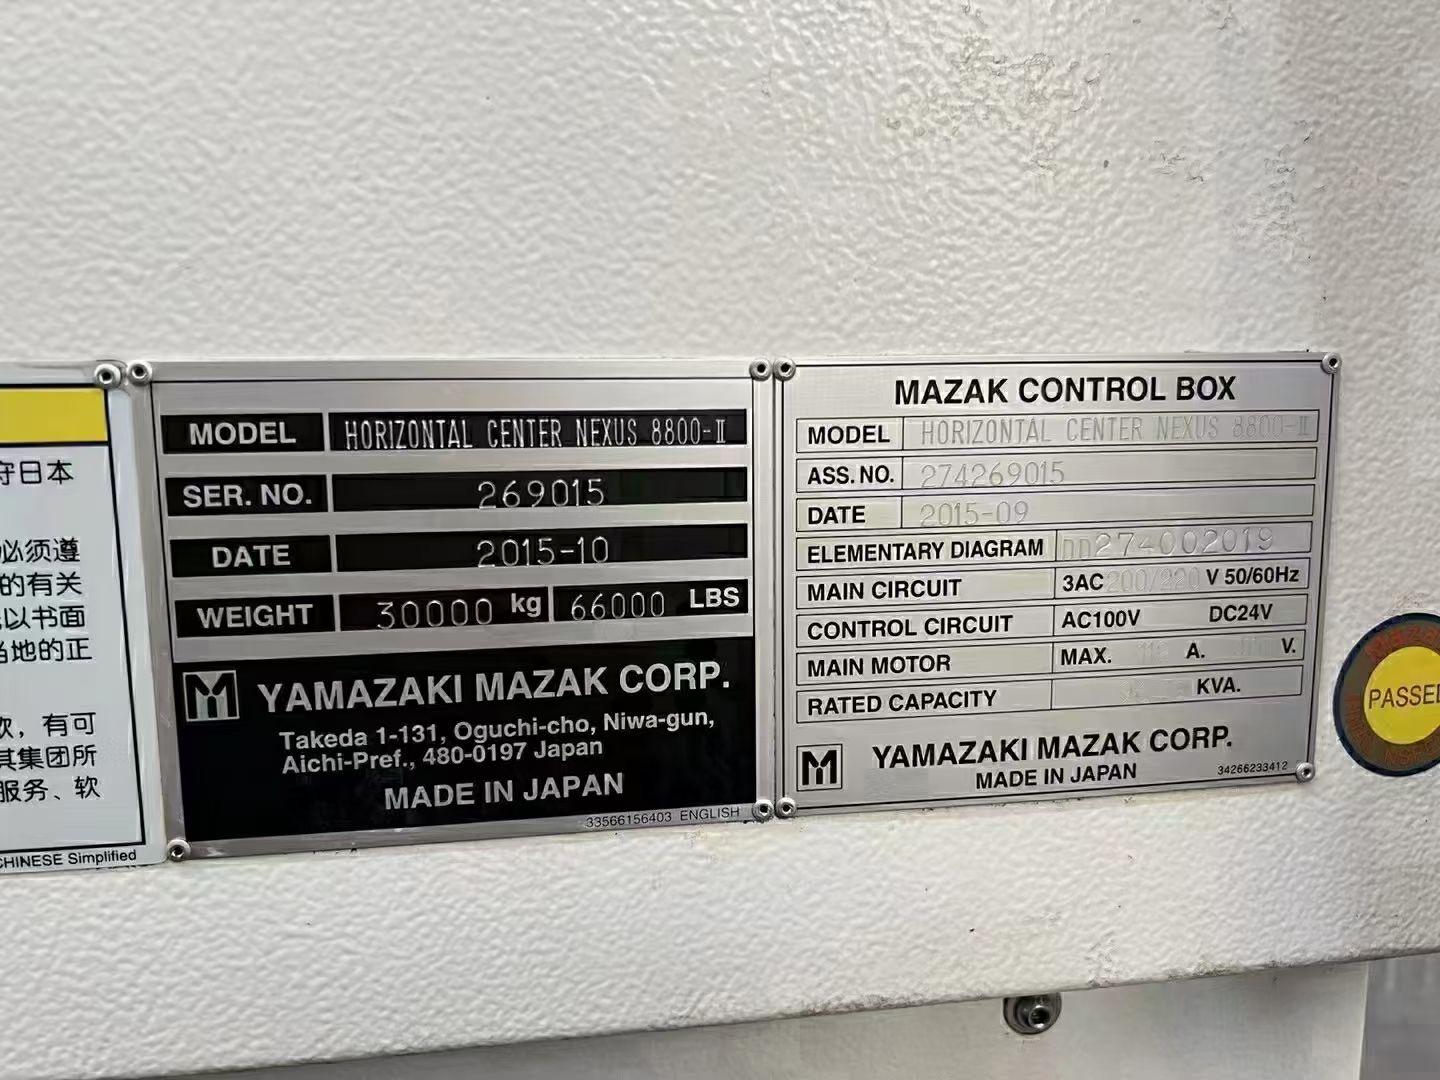 守日本
必须遵
的有关
以书面
当地的正
款，有可
其集团所
服务、软
CHINESE Simplified
MODEL HORIZONTAL CENTER NEXUS 8800-II
SER. NO. 269015
DATE 2015-10
WEIGHT 30000 kg 66000 LBS
YAMAZAKI MAZAK CORP.
Takeda 1-131, Oguchi-cho, Niwa-gun,
Aichi-Pref., 480-0197 Japan
MADE IN JAPAN
33566156403 ENGLISH
MAZAK CONTROL BOX
MODEL HORIZONTAL CENTER NEXUS 8800-II
ASS. NO. 274269015
DATE 2015-09
ELEMENTARY DIAGRAM nn274002019
MAIN CIRCUIT 3AC 200/220 V 50/60Hz
CONTROL CIRCUIT AC100V DC24V
MAIN MOTOR MAX. A. V.
RATED CAPACITY KVA.
YAMAZAKI MAZAK CORP.
MADE IN JAPAN
34266233412
PASSED